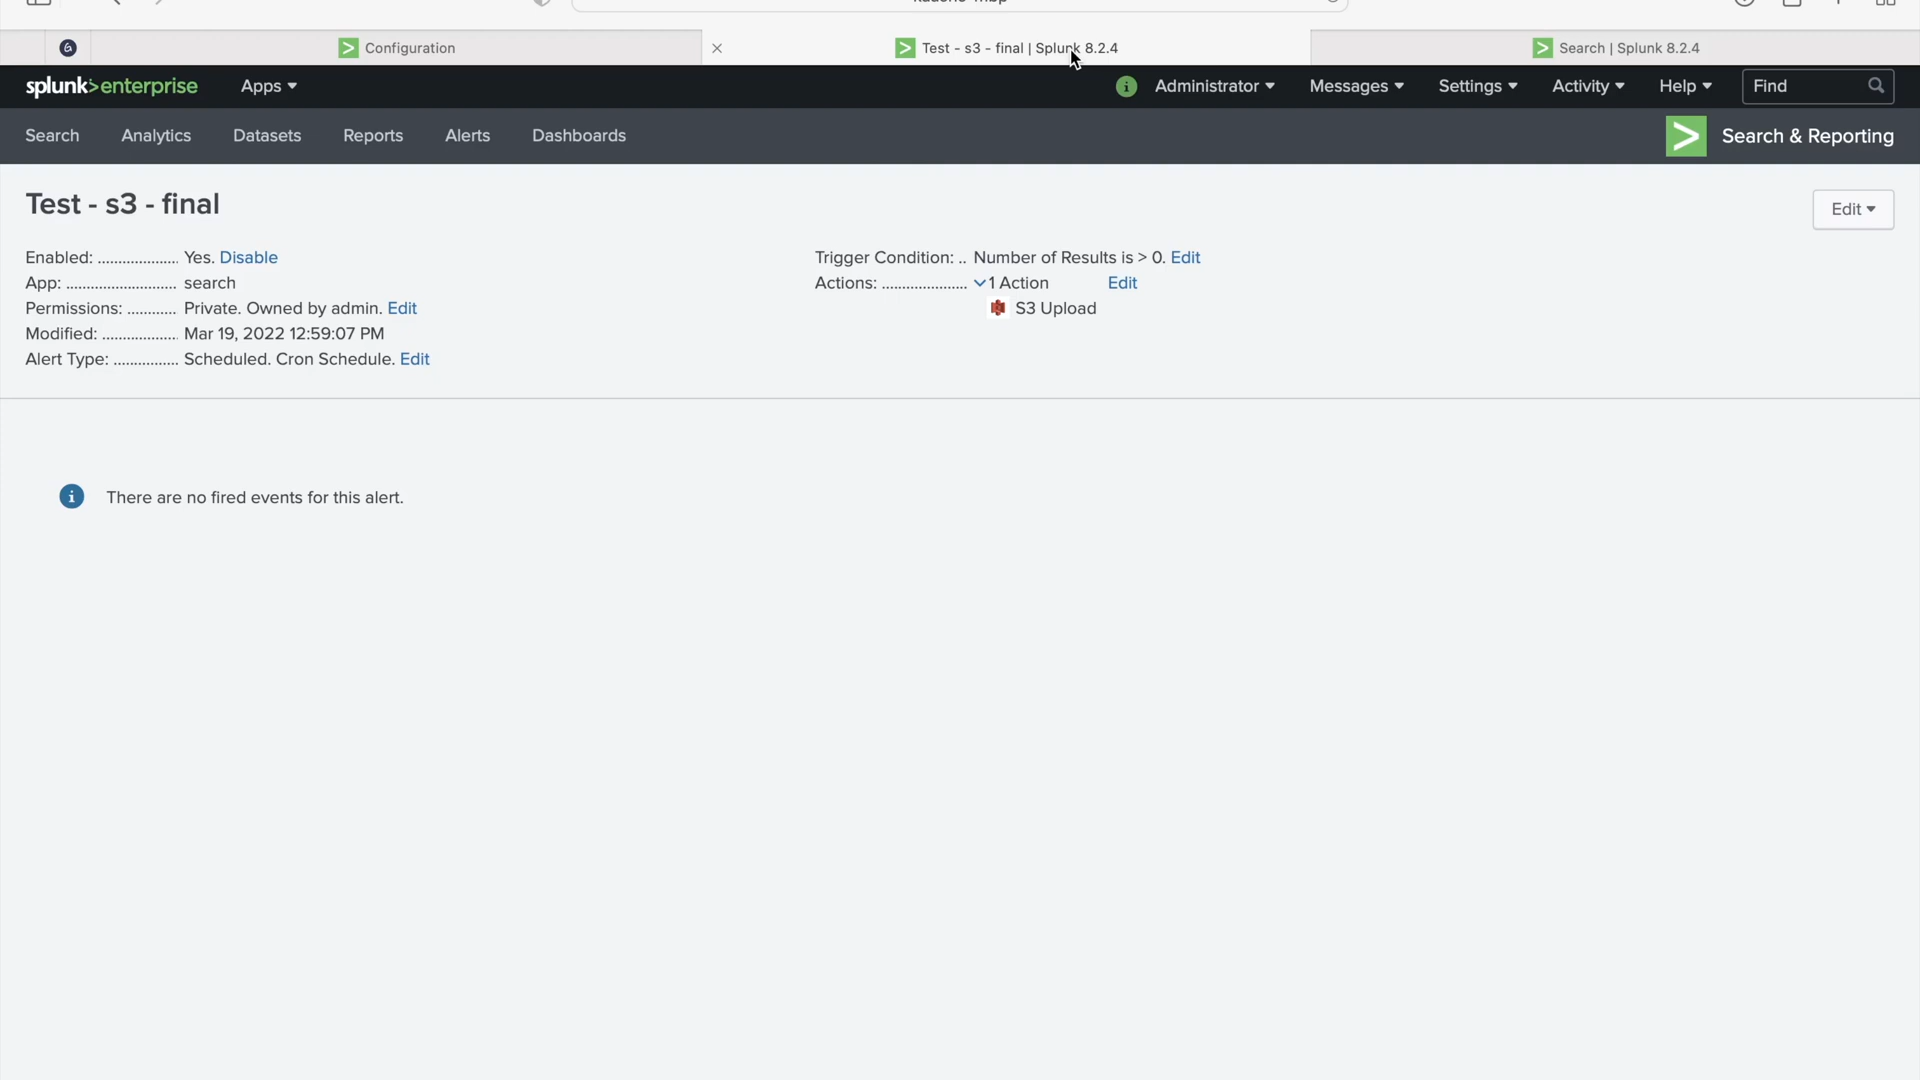 Configuration
Test - s3 - final | Splunk 8.2.4
Search | Splunk 8.2.4
splunk>enterprise
Apps
Administrator
Messages
Settings
Activity
Help
Find
Search
Analytics
Datasets
Reports
Alerts
Dashboards
Search & Reporting
Test - s3 - final
Edit
Enabled: ................... Yes. Disable
App: .......................... search
Permissions: ............ Private. Owned by admin. Edit
Modified: .................. Mar 19, 2022 12:59:07 PM
Alert Type: ............... Scheduled. Cron Schedule. Edit
Trigger Condition: .. Number of Results is > 0. Edit
Actions: .................... 1 Action Edit
S3 Upload
There are no fired events for this alert.